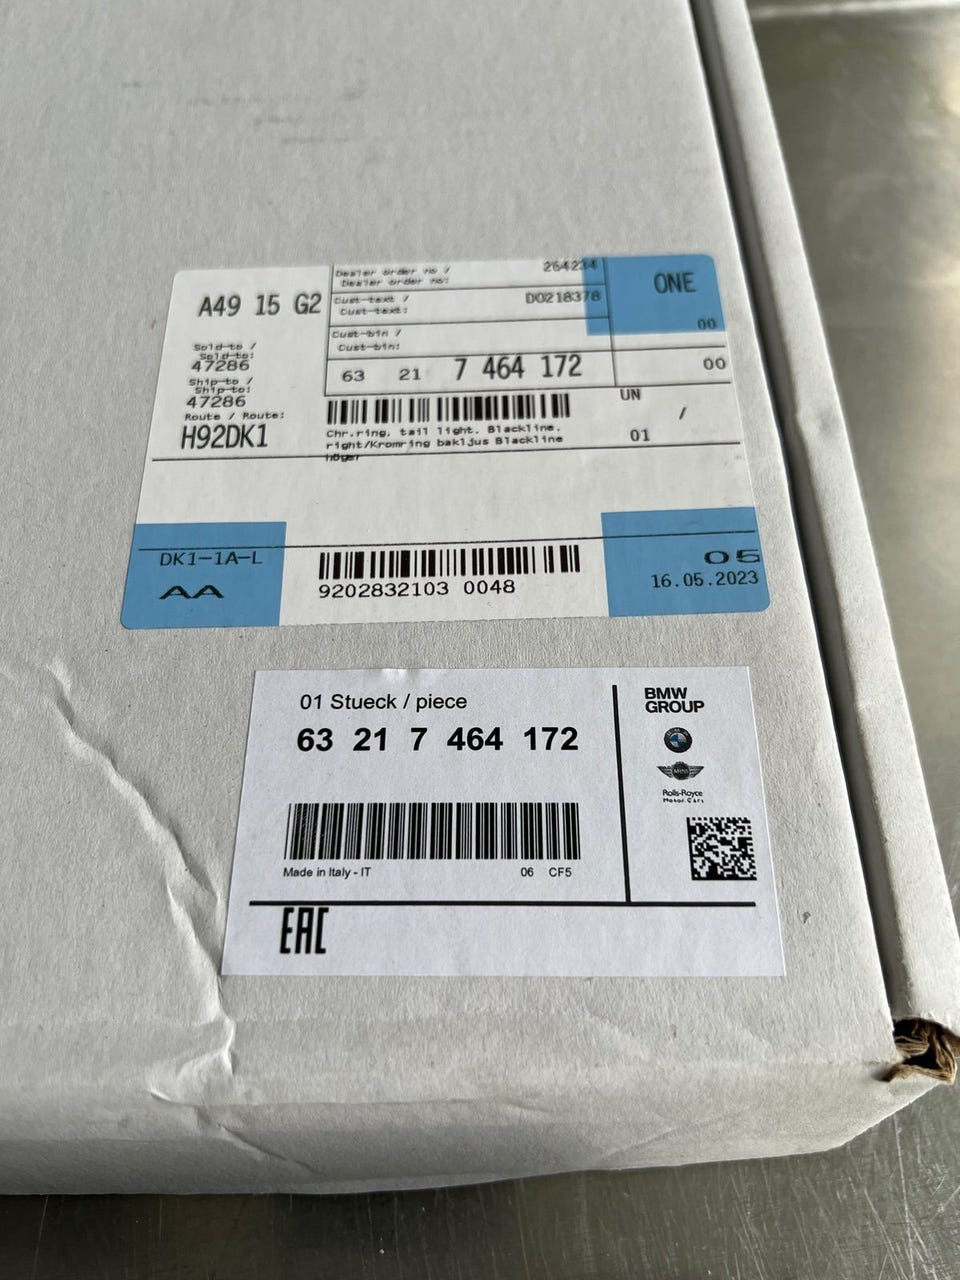 Dealer order no /
Dealer order no:
264234
A49 15 G2
Cust-text /
Cust-text:
D0218378
ONE
00
Cust-bin /
Cust-bin:
Sold-to /
Sold-to:
47286
63 21 7 464 172
00
Ship-to /
Ship-to:
47286
UN
/
Route / Route:
H92DK1
Chr.ring, tail light. Blackline.
right/Kromring bakljus Blackline
höger
01
DK1-1A-L
AA
9202832103 0048
05
16.05.2023
01 Stueck / piece
63 21 7 464 172
BMW
GROUP
MINI
Rolls-Royce
Motor Cars
Made in Italy - IT
06 CF5
EAC